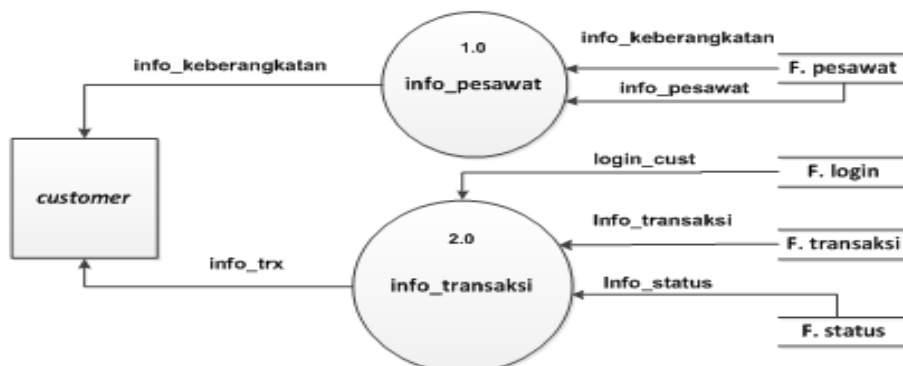 1.0
info_pesawat
info_keberangkatan
info_keberangkatan
F. pesawat
info_pesawat
customer
login_cust
F. login
2.0
info_transaksi
Info_transaksi
F. transaksi
info_trx
Info_status
F. status